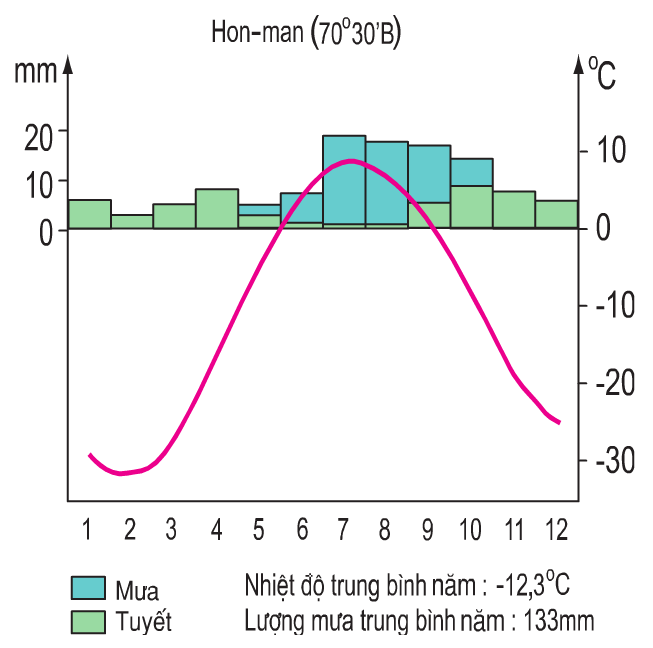 Hon-man (70°30'B)
mm
°C
20
10
0
10
0
-10
-20
-30
1 2 3 4 5 6 7 8 9 10 11 12
Mưa
Tuyết
Nhiệt độ trung bình năm : -12,3°C
Lượng mưa trung bình năm : 133mm